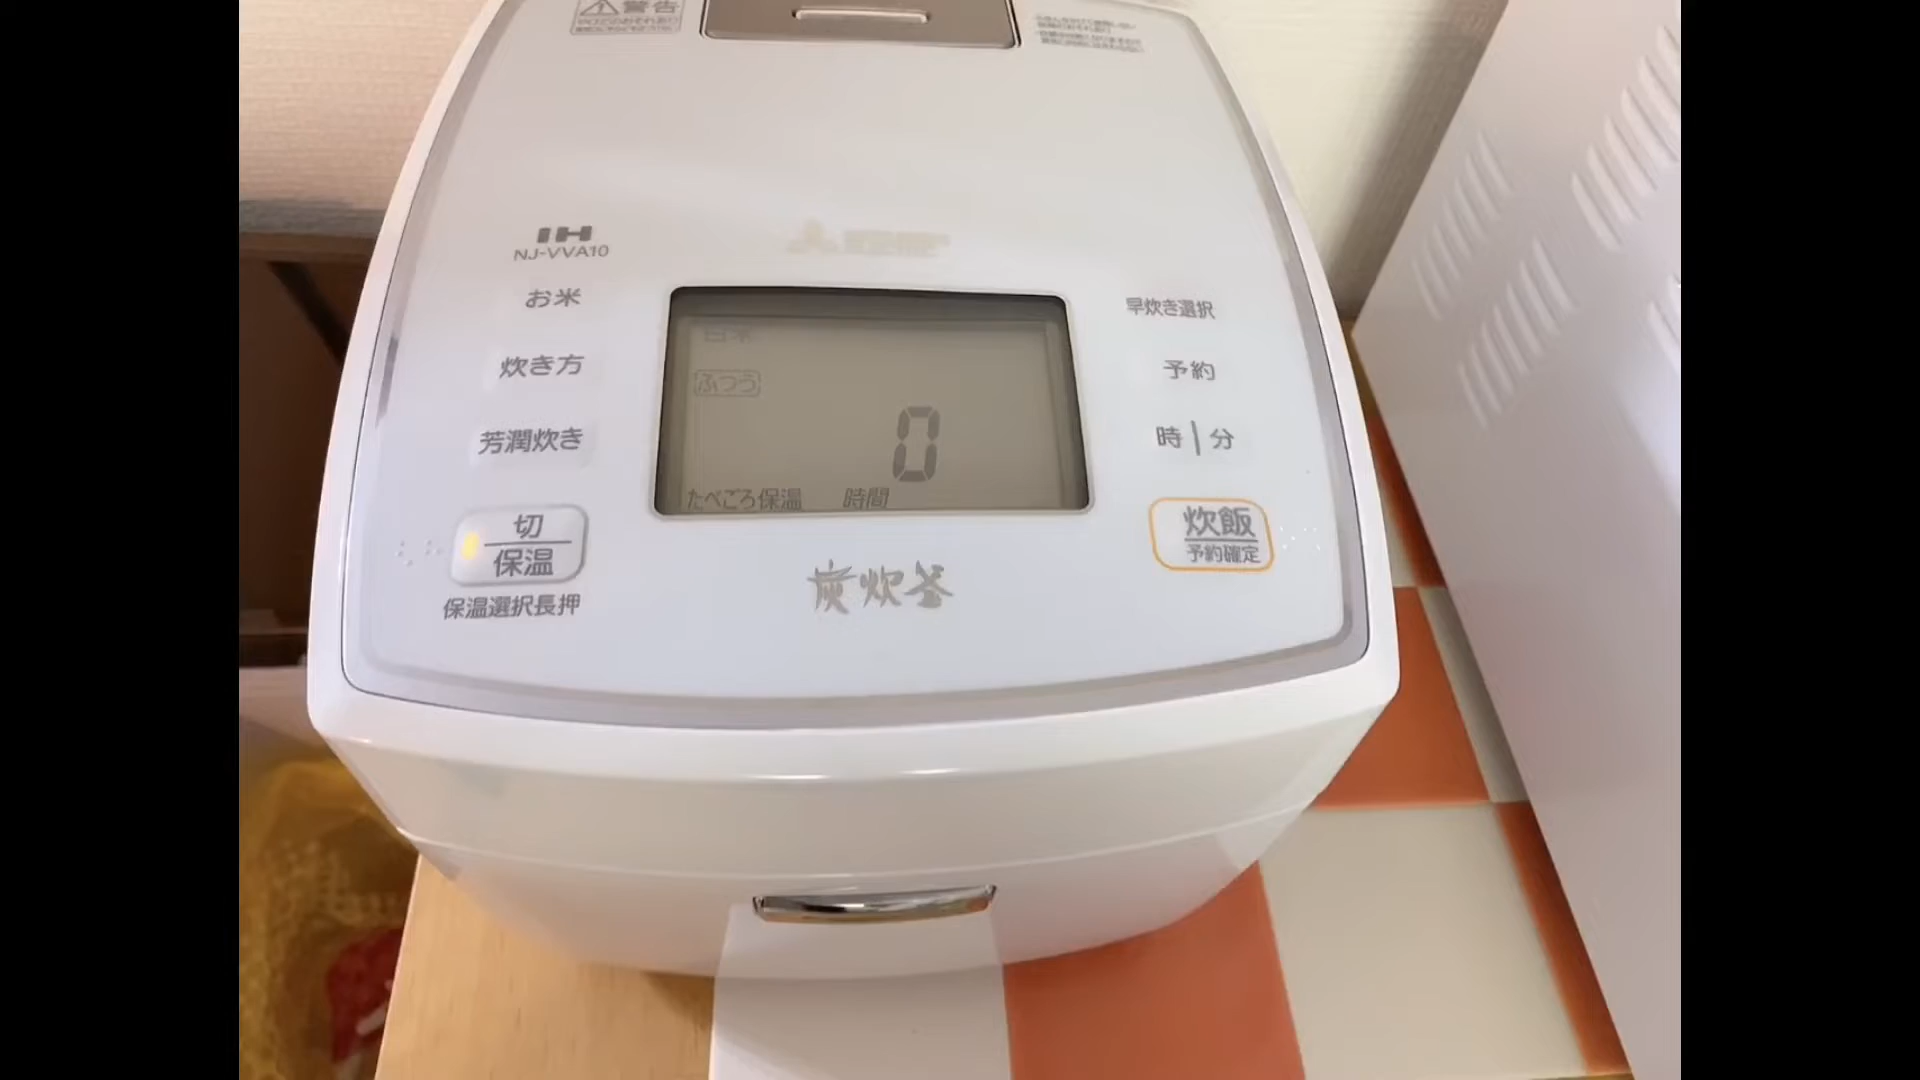 警告
IH
NJ-VVA10
お米
炊き方
芳潤炊き
切
保温
保温選択長押
白米
ふつう
0
たべごろ保温 時間
炭炊釜
早炊き選択
予約
時|分
炊飯
予約確定